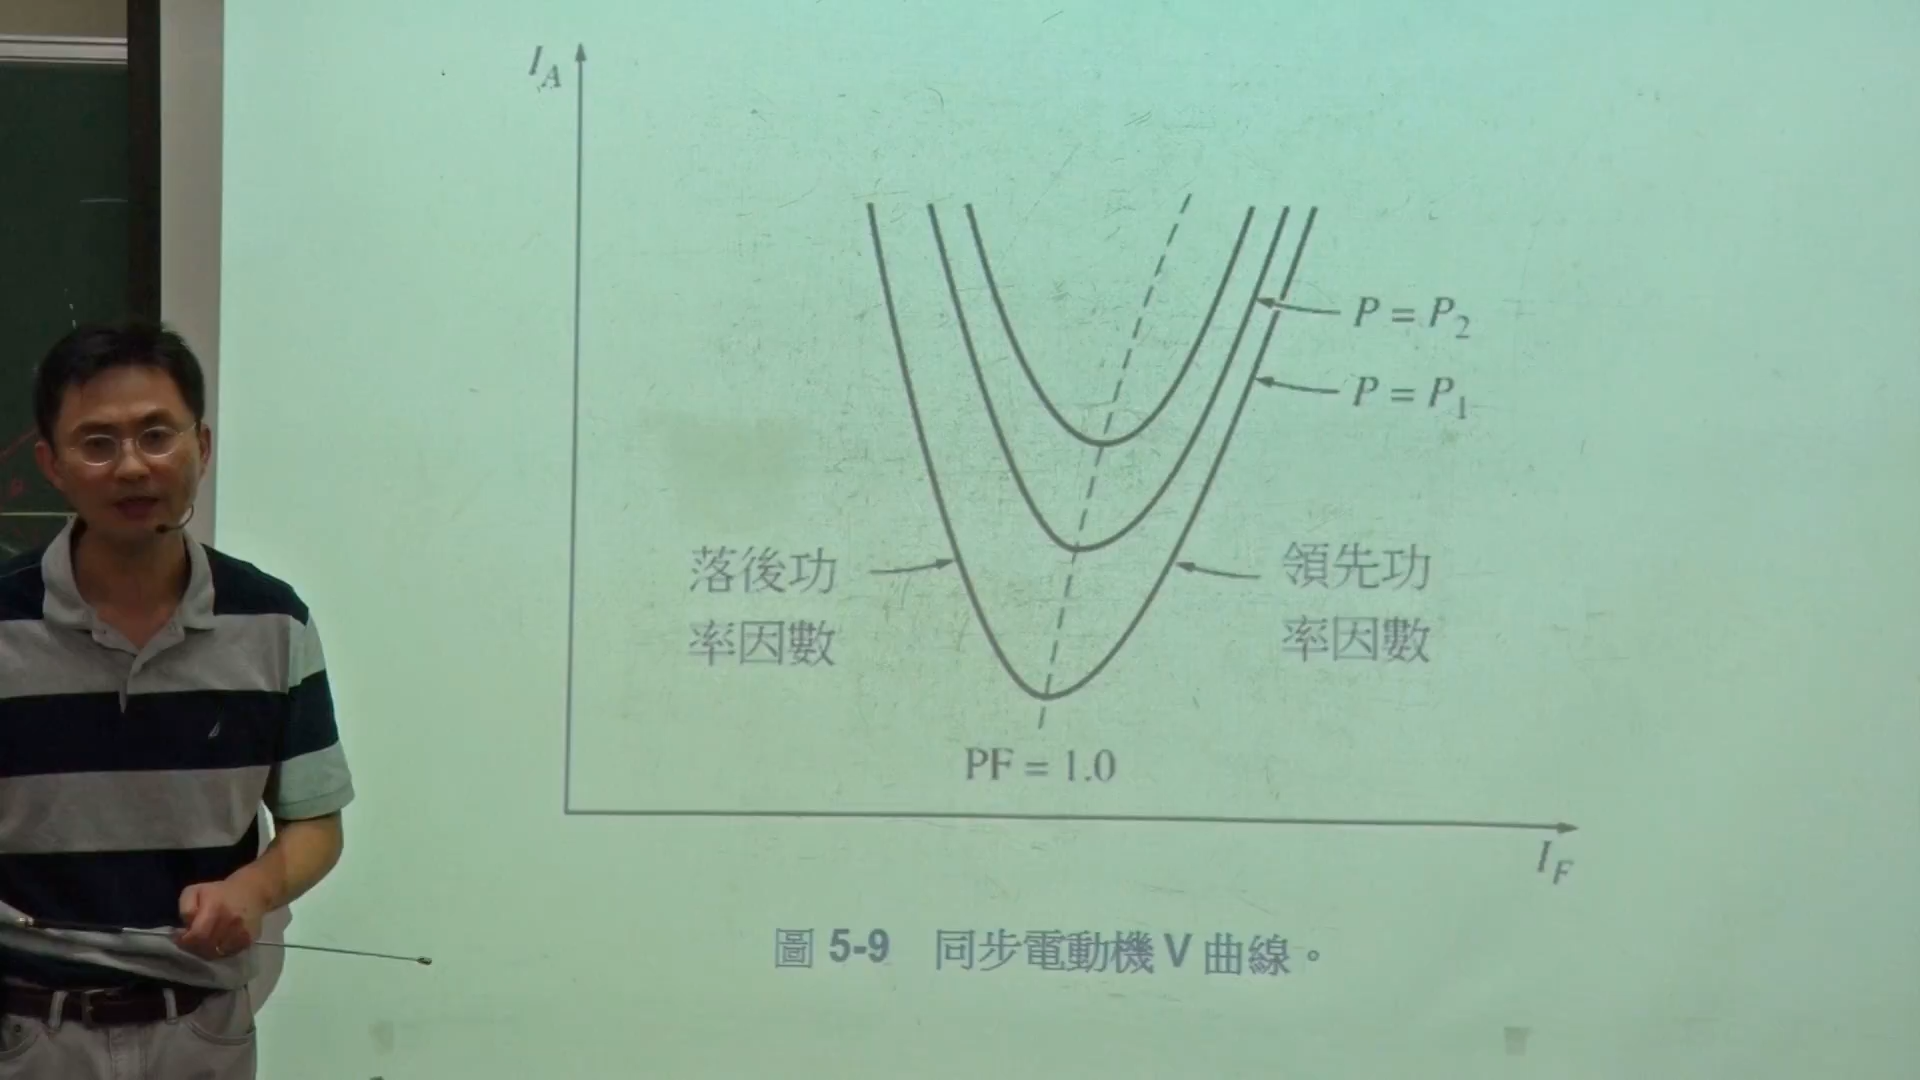 I_A
P = P_2
P = P_1
落後功
率因數
領先功
率因數
PF = 1.0
I_F
圖 5-9 同步電動機 V 曲線。